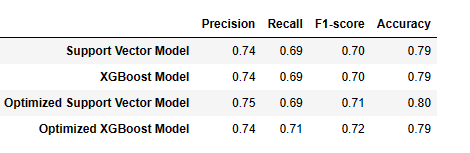 Precision Recall F1-score Accuracy
Support Vector Model 0.74 0.69 0.70 0.79
XGBoost Model 0.74 0.69 0.70 0.79
Optimized Support Vector Model 0.75 0.69 0.71 0.80
Optimized XGBoost Model 0.74 0.71 0.72 0.79